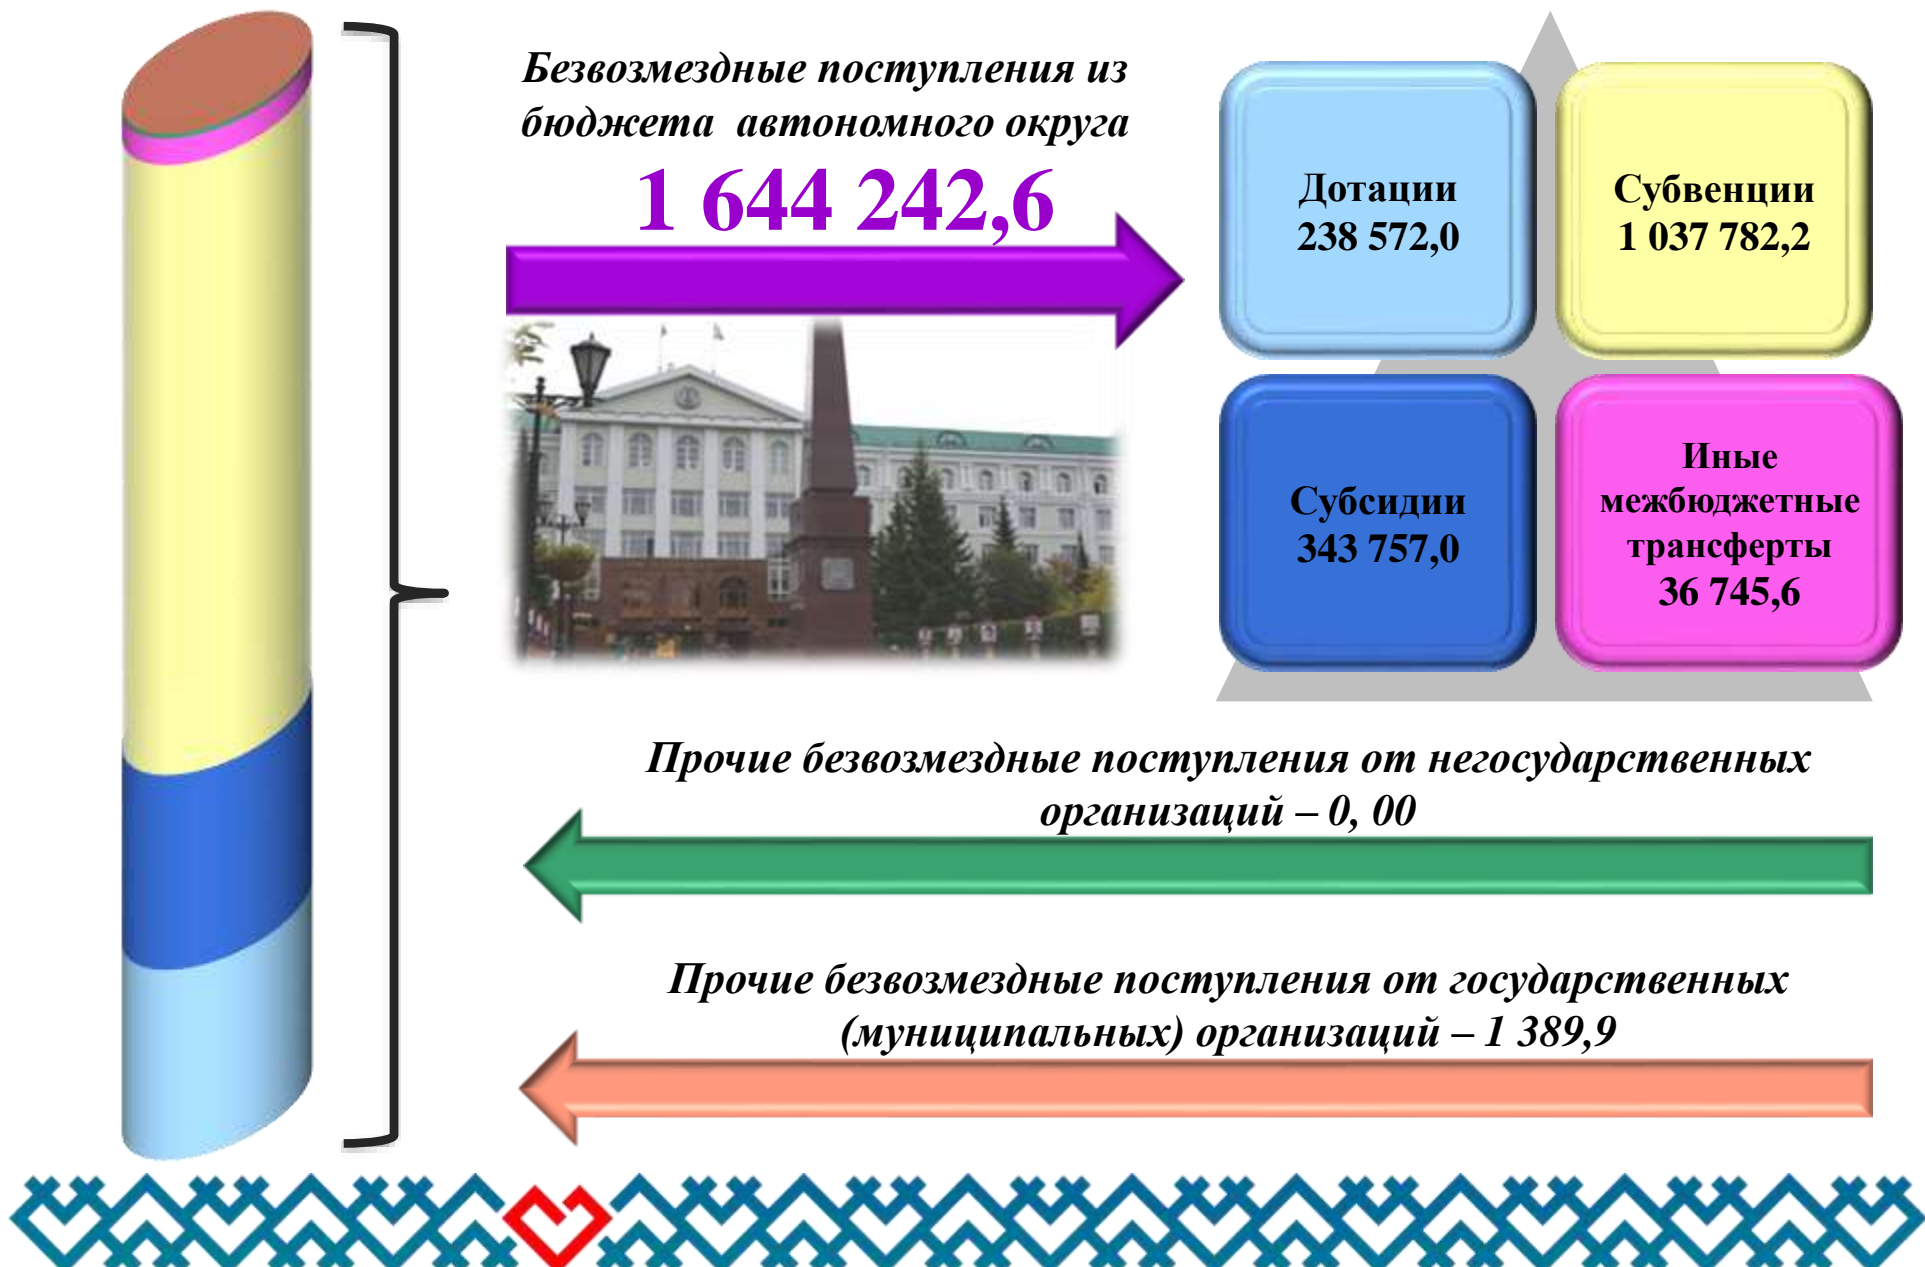 Безвозмездные поступления из
бюджета автономного округа
1 644 242,6
Дотации
238 572,0
Субвенции
1 037 782,2
Субсидии
343 757,0
Иные
межбюджетные
трансферты
36 745,6
Прочие безвозмездные поступления от негосударственных
организаций – 0, 00
Прочие безвозмездные поступления от государственных
(муниципальных) организаций – 1 389,9